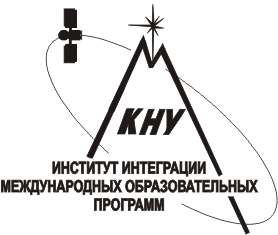 КНУ
ИНСТИТУТ ИНТЕГРАЦИИ
МЕЖДУНАРОДНЫХ ОБРАЗОВАТЕЛЬНЫХ
ПРОГРАММ